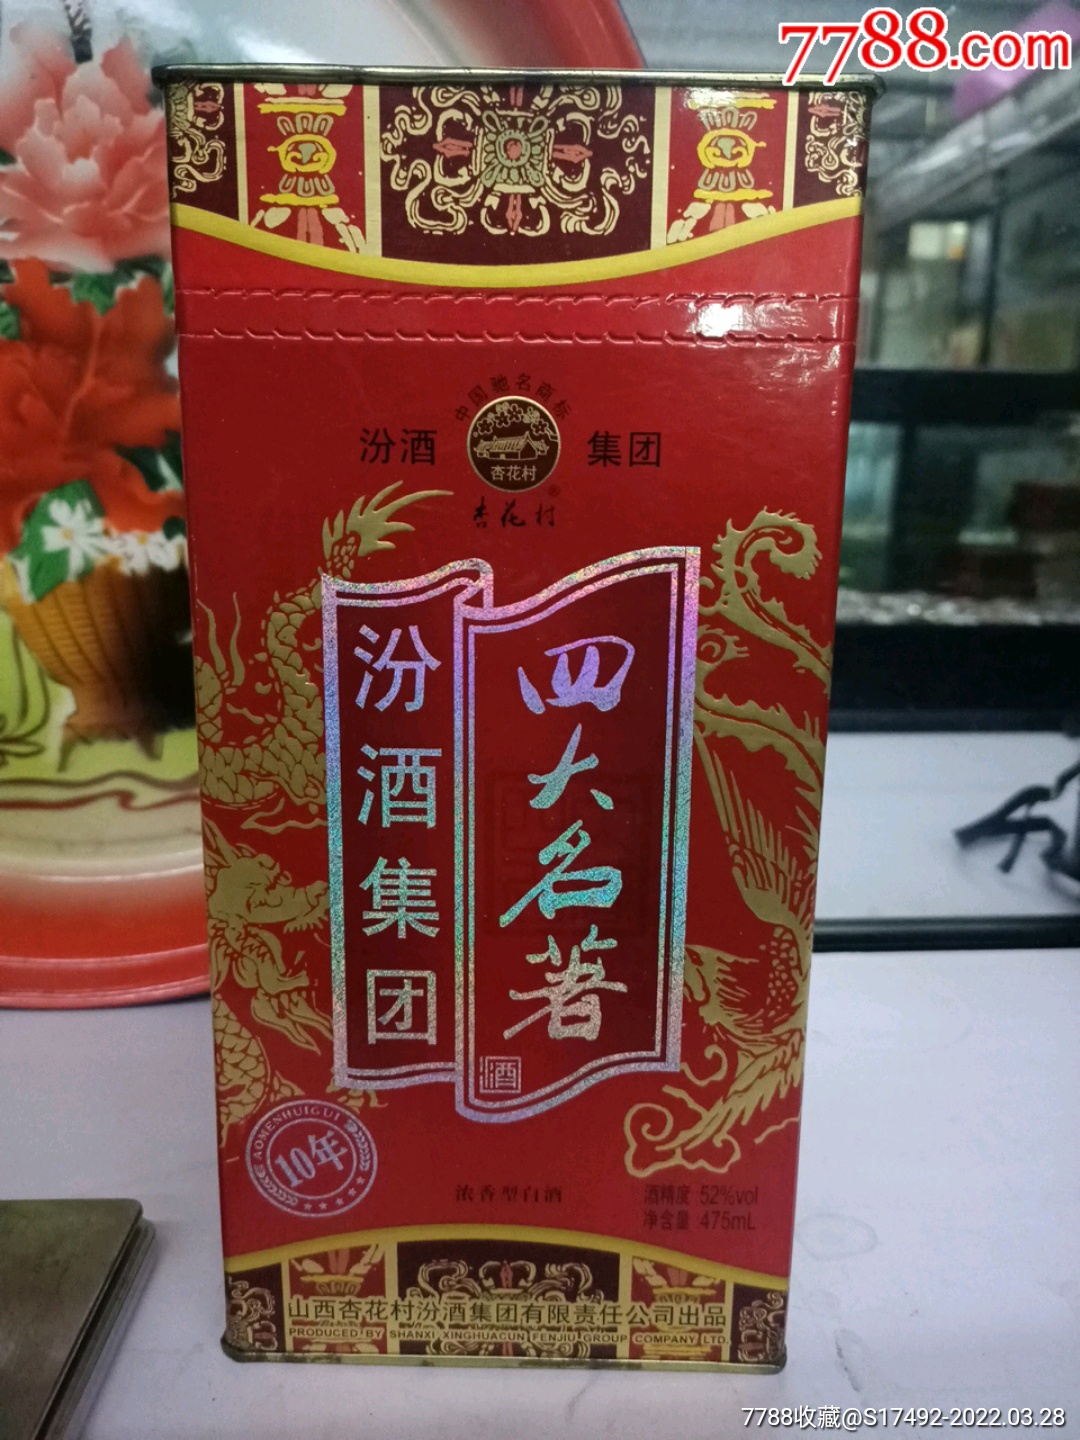 7788.com
中国驰名商标
汾酒 集团
杏花村
杏花村®
汾酒集团
四大名著
酒
AOMENHUIGUI
10年
浓香型白酒
酒精度:52%vol
净含量:475mL
山西杏花村汾酒集团有限责任公司出品
PRODUCED BY SHANXI XINGHUACUN FENJIU GROUP COMPANY LTD.
7788收藏@S17492-2022.03.28